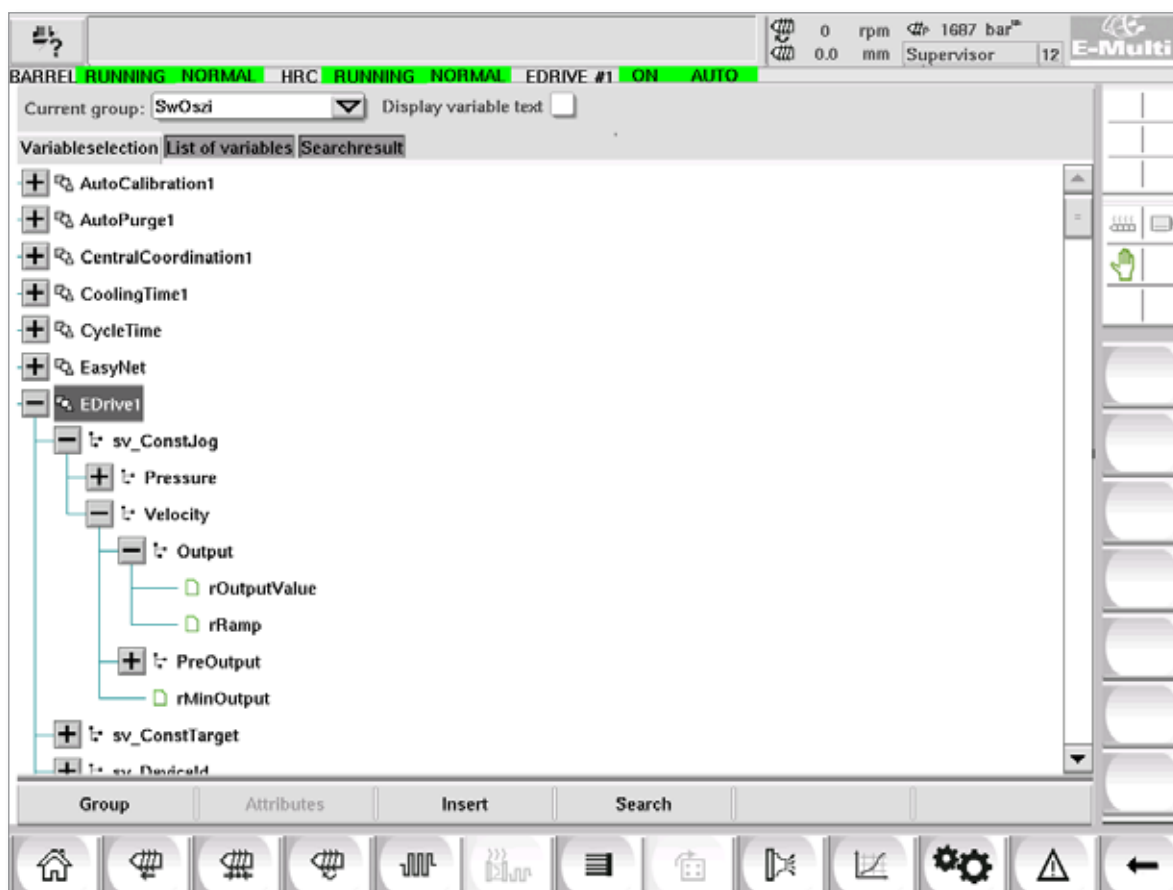 0 rpm 1687 bar
0.0 mm Supervisor 12 E-Multi
BARREL RUNNING NORMAL HRC RUNNING NORMAL EDRIVE #1 ON AUTO
Current group: SwOszi Display variable text
Variableselection List of variables Searchresult
AutoCalibration1
AutoPurge1
CentralCoordination1
CoolingTime1
CycleTime
EasyNet
EDrive1
sv_ConstJog
Pressure
Velocity
Output
rOutputValue
rRamp
PreOutput
rMinOutput
sv_ConstTarget
sv_DeviceId
Group Attributes Insert Search